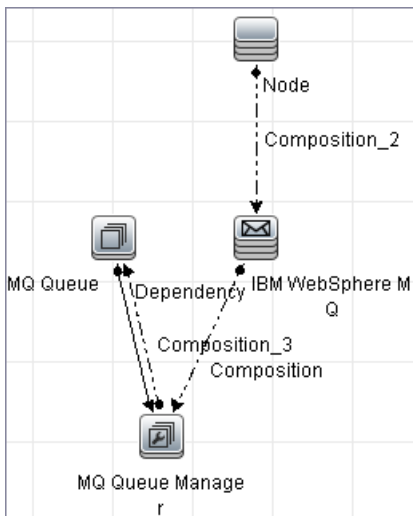 Node
Composition_2
MQ Queue
Dependency
IBM WebSphere M
Q
Composition_3
Composition
MQ Queue Manage
r